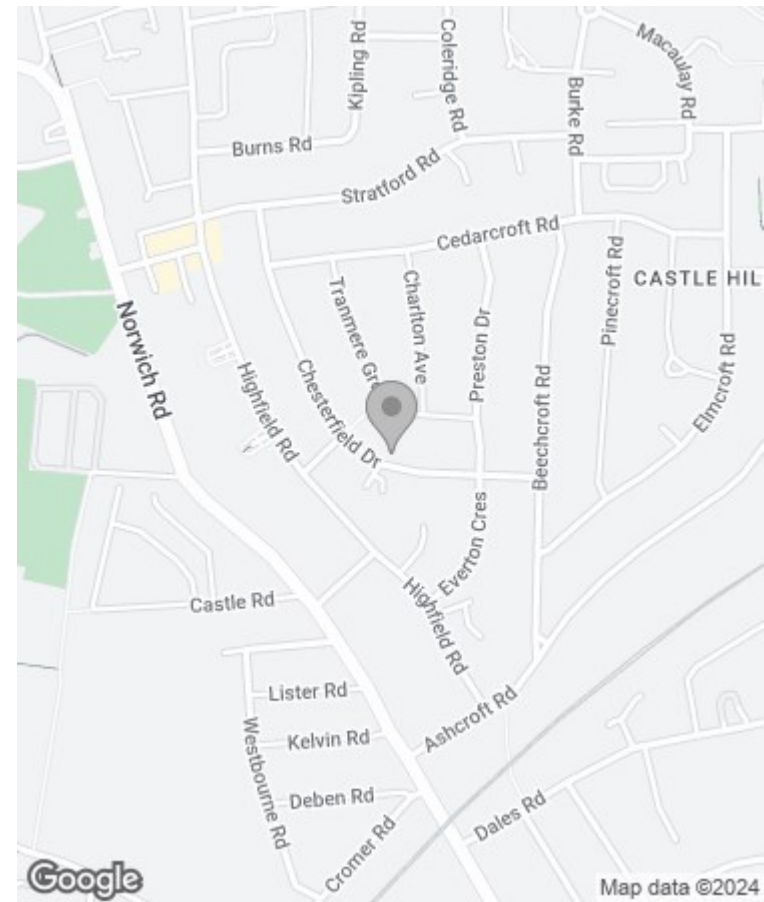 Kipling Rd
Coleridge Rd
Macaulay Rd
Burke Rd
Burns Rd
Stratford Rd
Cedarcroft Rd
Pinecroft Rd
CASTLE HIL
Tranmere Gr
Charlton Ave
Preston Dr
Norwich Rd
Highfield Rd
Chesterfield Dr
Beechcroft Rd
Elmcroft Rd
Everton Cres
Castle Rd
Highfield Rd
Lister Rd
Ashcroft Rd
Westbourne Rd
Kelvin Rd
Deben Rd
Dales Rd
Cromer Rd
Google
Map data ©2024